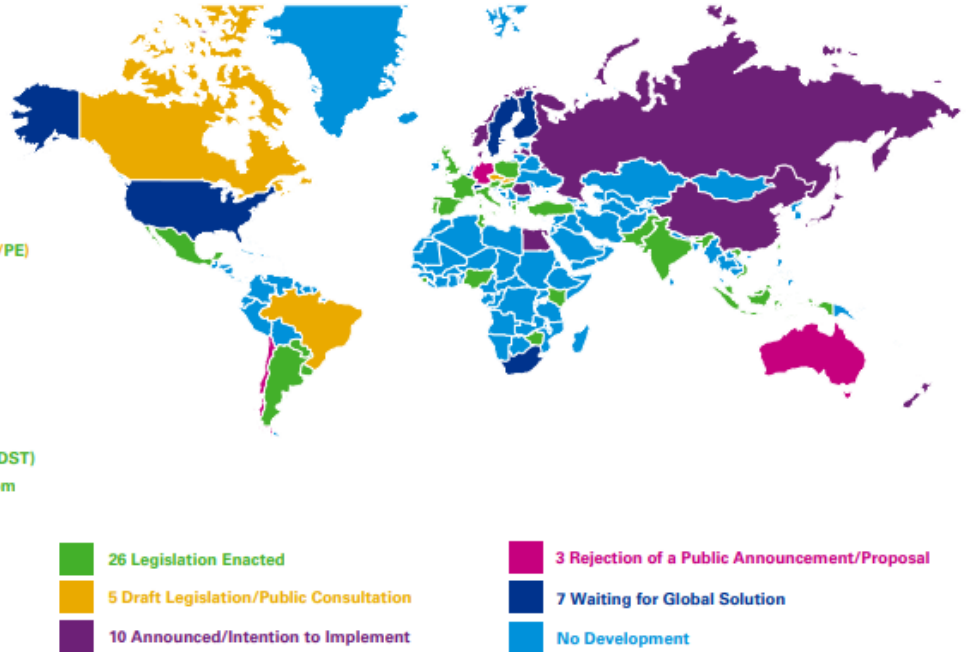 /PE)
DST)
m
26 Legislation Enacted
5 Draft Legislation/Public Consultation
10 Announced/Intention to Implement
3 Rejection of a Public Announcement/Proposal
7 Waiting for Global Solution
No Development